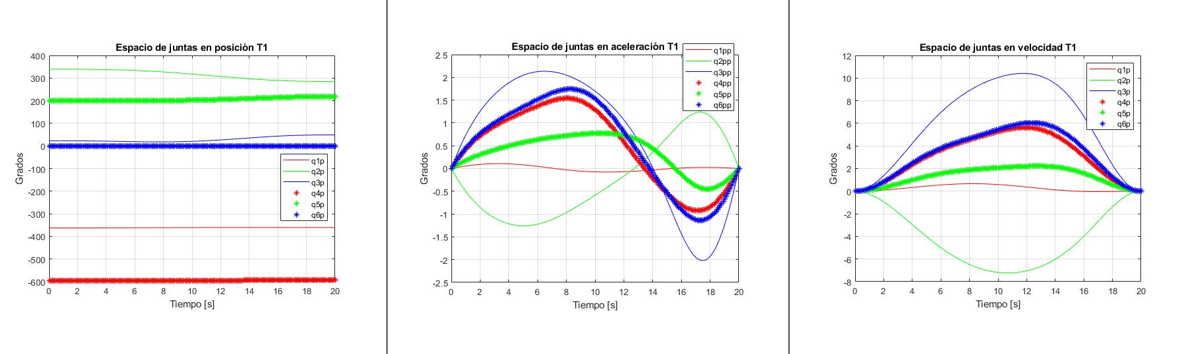 Espacio de juntas en posición T1
400
300
200
100
0
-100
-200
-300
-400
-500
-600
Grados
q1p
q2p
q3p
q4p
q5p
q6p
0 2 4 6 8 10 12 14 16 18 20
Tiempo [s]
Espacio de juntas en aceleración T1
2.5
2
1.5
1
0.5
0
-0.5
-1
-1.5
-2
-2.5
Grados
q1pp
q2pp
q3pp
q4pp
q5pp
q6pp
0 2 4 6 8 10 12 14 16 18 20
Tiempo [s]
Espacio de juntas en velocidad T1
12
10
8
6
4
2
0
-2
-4
-6
-8
Grados
q1p
q2p
q3p
q4p
q5p
q6p
0 2 4 6 8 10 12 14 16 18 20
Tiempo [s]